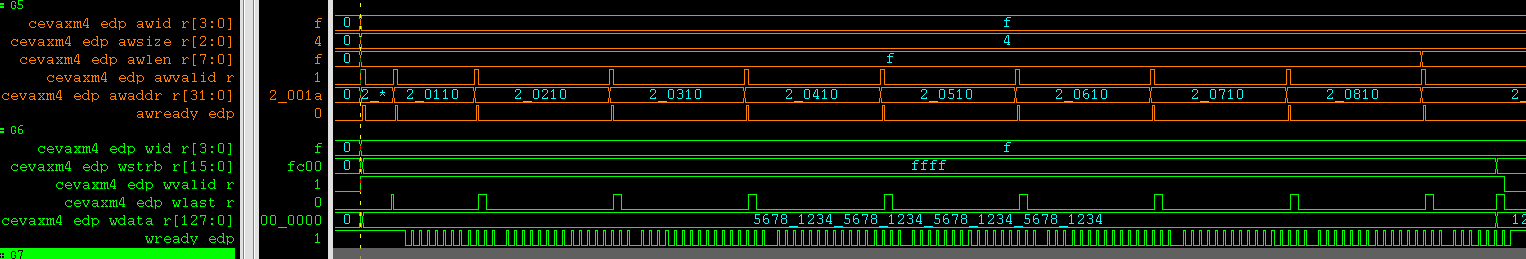 = G5
cevaxm4 edp awid r[3:0] f 0 f
cevaxm4 edp awsize r[2:0] 4 0 4
cevaxm4 edp awlen r[7:0] f 0 f
cevaxm4 edp awvalid r 1
cevaxm4 edp awaddr r[31:0] 2_001a 0 2_* 2_0110 2_0210 2_0310 2_0410 2_0510 2_0610 2_0710 2_0810 2_
awready edp 0
= G6
cevaxm4 edp wid r[3:0] f 0 f
cevaxm4 edp wstrb r[15:0] fc00 0 ffff
cevaxm4 edp wvalid r 1
cevaxm4 edp wlast r 0
cevaxm4 edp wdata r[127:0] 00_0000 0 5678_1234_5678_1234_5678_1234_5678_1234 12
wready edp 1
= G7